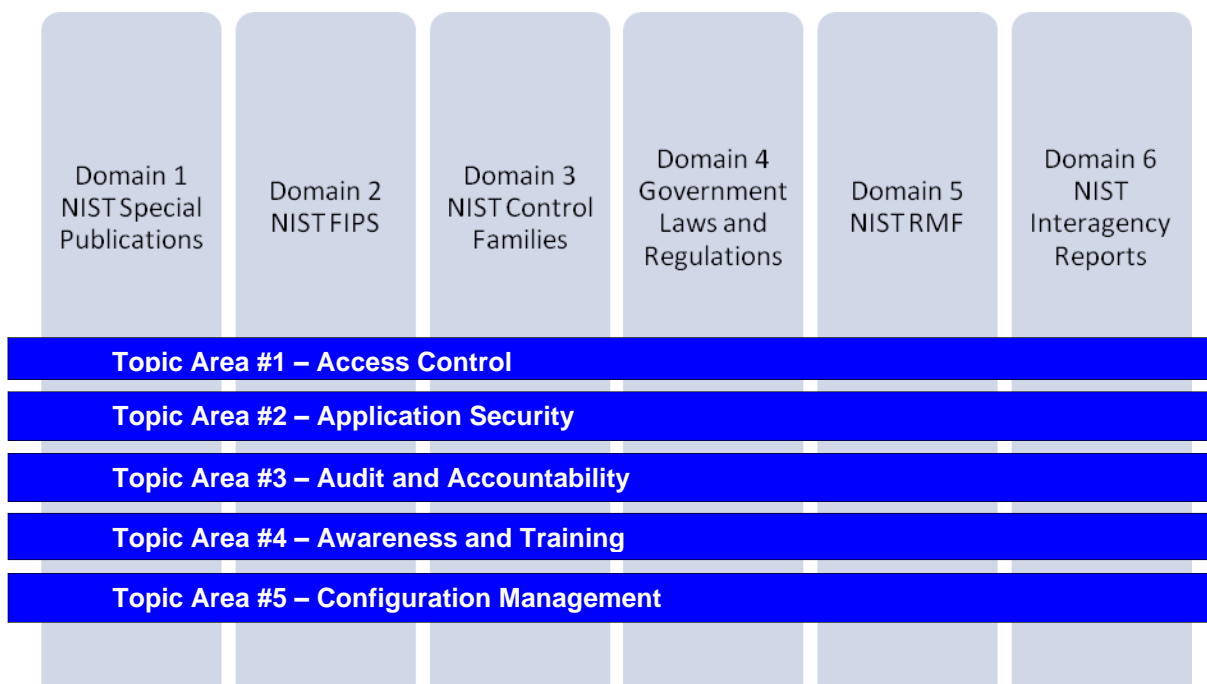 Domain 1
NIST Special
Publications
Domain 2
NIST FIPS
Domain 3
NIST Control
Families
Domain 4
Government
Laws and
Regulations
Domain 5
NIST RMF
Domain 6
NIST
Interagency
Reports
Topic Area #1 – Access Control
Topic Area #2 – Application Security
Topic Area #3 – Audit and Accountability
Topic Area #4 – Awareness and Training
Topic Area #5 – Configuration Management